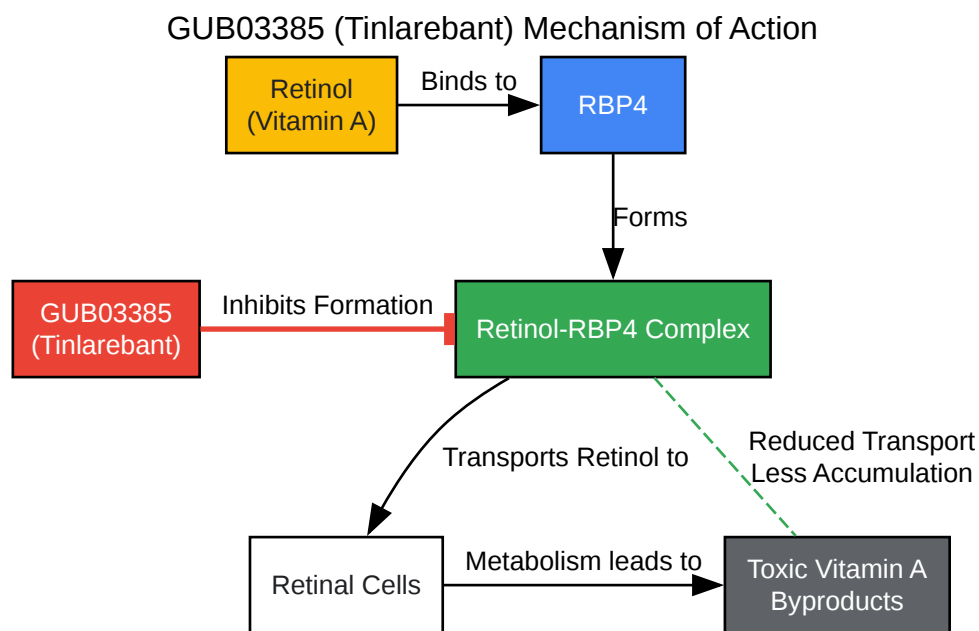 GUB03385 (Tinlarebant) Mechanism of Action
Retinol
(Vitamin A)
Binds to
RBP4
Forms
GUB03385
(Tinlarebant)
Inhibits Formation
Retinol-RBP4 Complex
Transports Retinol to
Reduced Transport
Less Accumulation
Retinal Cells
Metabolism leads to
Toxic Vitamin A
Byproducts